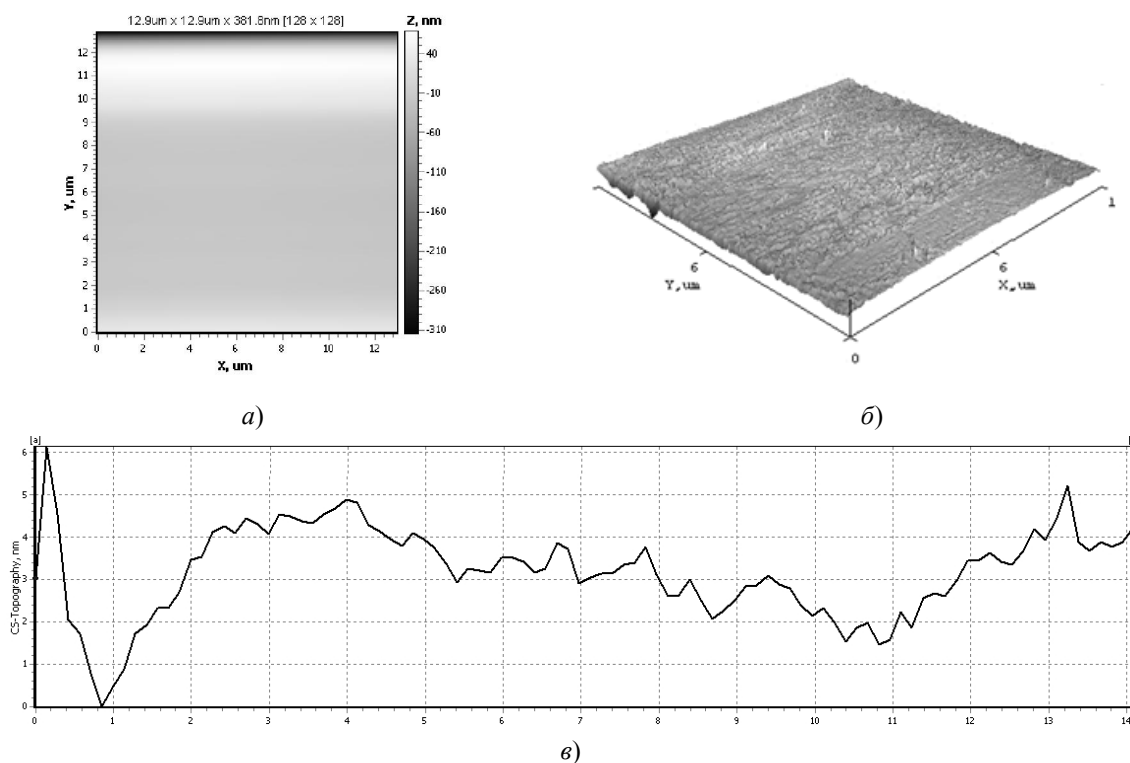 12.9um x 12.9um x 381.8nm [128 x 128]
Z, nm
12
11
10
9
8
7
6
5
4
3
2
1
0
Y, um
0 2 4 6 8 10 12
X, um
40
-10
-60
-110
-160
-210
-260
-310
1
6
6
Y,um
X,um
0
а)
б)
[a]
6
5
4
3
2
1
0
CS-Topography, nm
0 1 2 3 4 5 6 7 8 9 10 11 12 13 14
в)